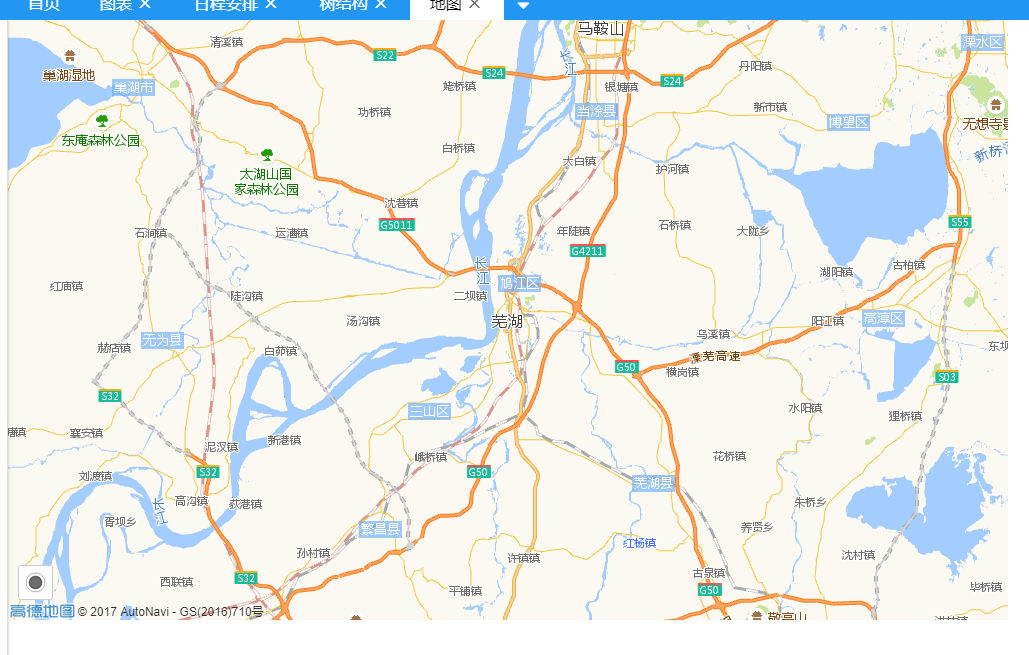 首页
图表
日程安排
树结构
地图
清溪镇
S22
马鞍山
溧水区
巢湖湿地
巢湖市
姥桥镇
S24
长江
银塘镇
S24
丹阳镇
功桥镇
当涂县
新市镇
博望区
无想寺景
东庵森林公园
白桥镇
新桥
太湖山国
家森林公园
太白镇
护河镇
沈巷镇
G5011
石涧镇
运漕镇
年陡镇
石桥镇
大陇乡
S55
G4211
长江
鸠江区
湖阳镇
古柏镇
红庙镇
陡沟镇
二坝镇
芜湖
汤沟镇
阳江镇
高淳区
无为县
赫店镇
白茆镇
乌溪镇
溧芜高速
东坝
G50
横岗镇
S03
S32
三山区
水阳镇
狸桥镇
襄安镇
泥汊镇
新港镇
峨桥镇
花桥镇
刘渡镇
S32
G50
芜湖县
高沟镇
荻港镇
长江
胥坝乡
繁昌县
朱桥乡
养贤乡
孙村镇
许镇镇
红杨镇
沈村镇
西联镇
S32
平铺镇
古泉镇
G50
毕桥镇
高德地图 © 2017 AutoNavi - GS(2016)710号
敬亭山